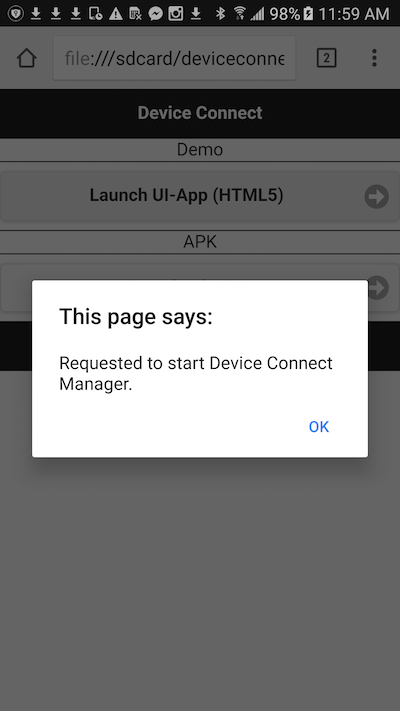 98% 11:59 AM
file:///sdcard/deviceconne
2
Device Connect
Demo
Launch UI-App (HTML5)
APK
This page says:
Requested to start Device Connect
Manager.
OK